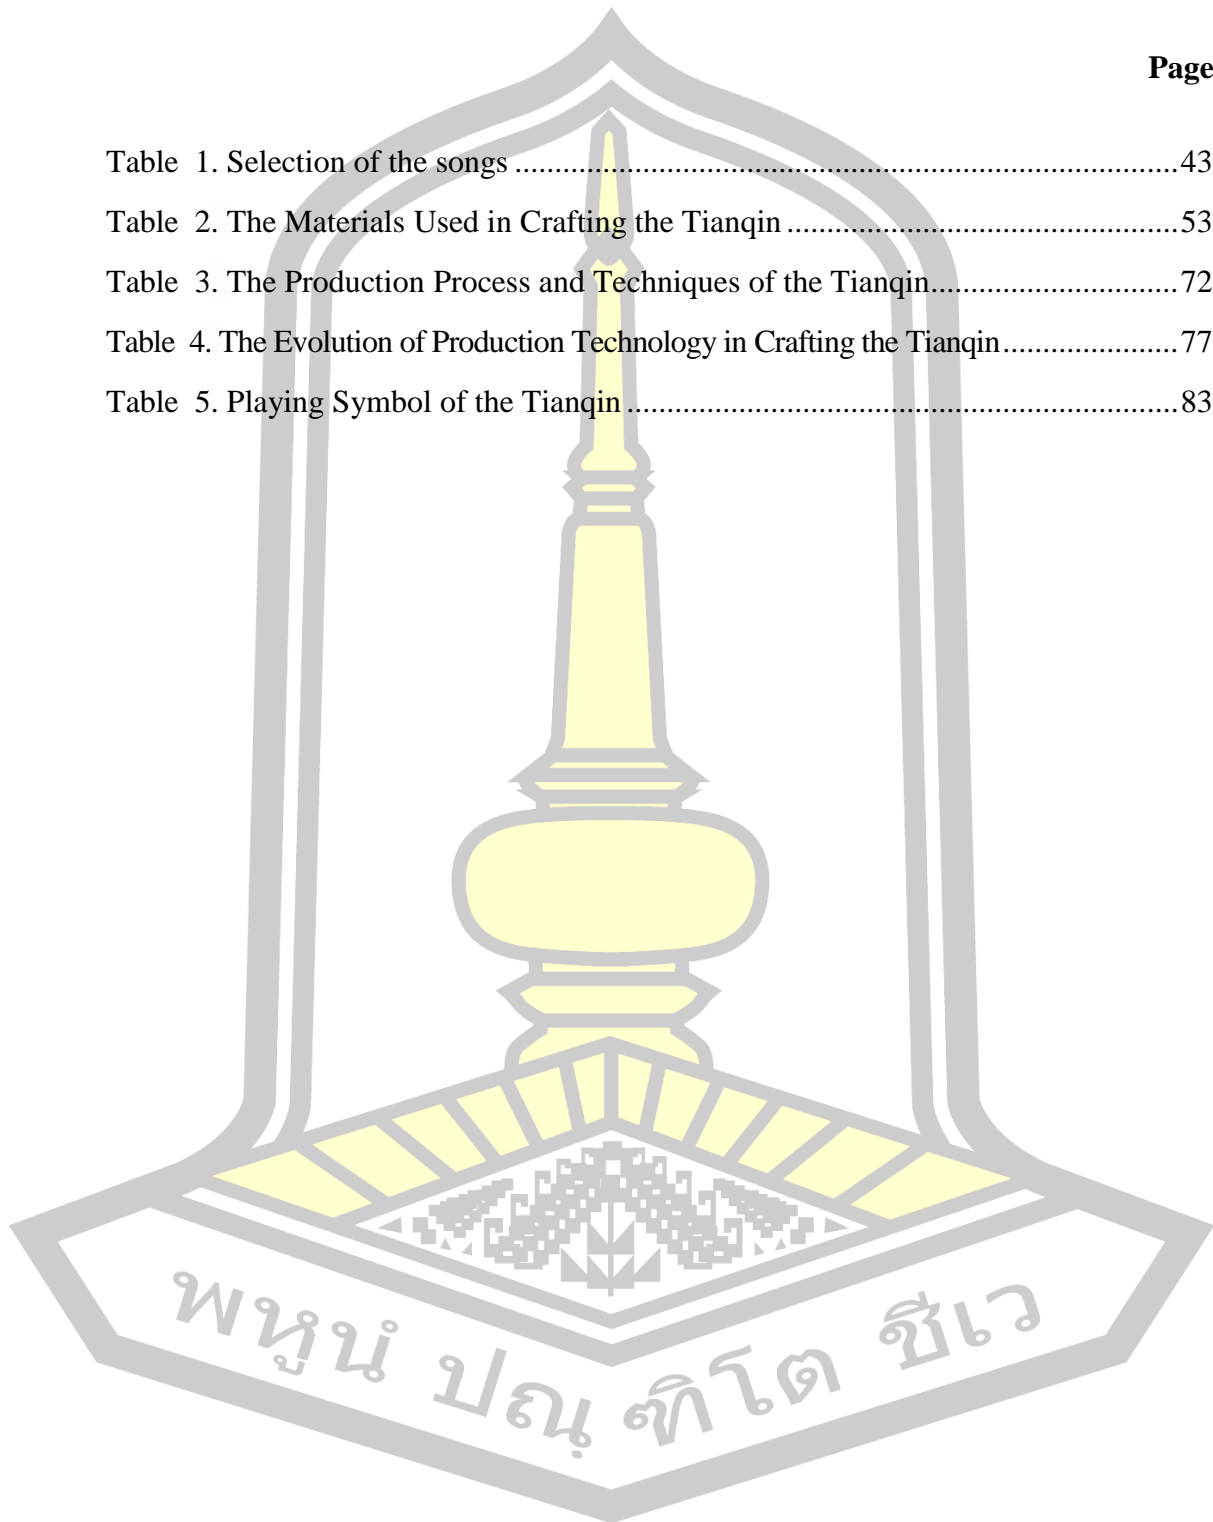 Page
Table 1. Selection of the songs ...................................................................................43
Table 2. The Materials Used in Crafting the Tianqin .................................................53
Table 3. The Production Process and Techniques of the Tianqin...............................72
Table 4. The Evolution of Production Technology in Crafting the Tianqin......................77
Table 5. Playing Symbol of the Tianqin .....................................................................83
พหูนํ ปณฺ ฑิโต ชีเว